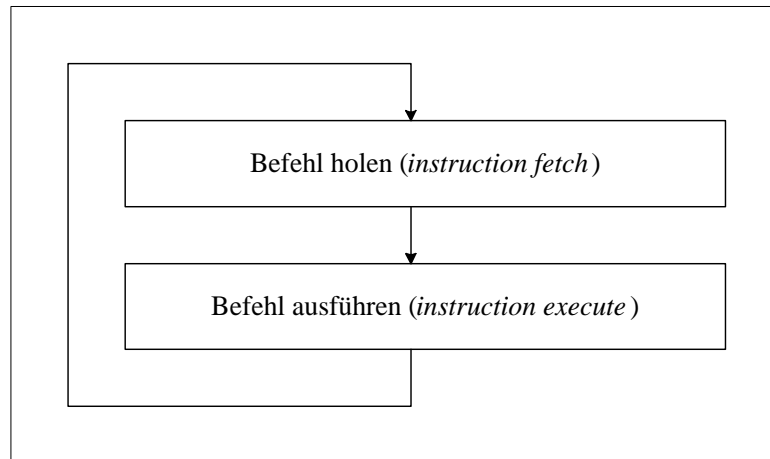 Befehl holen (instruction fetch)
Befehl ausführen (instruction execute)